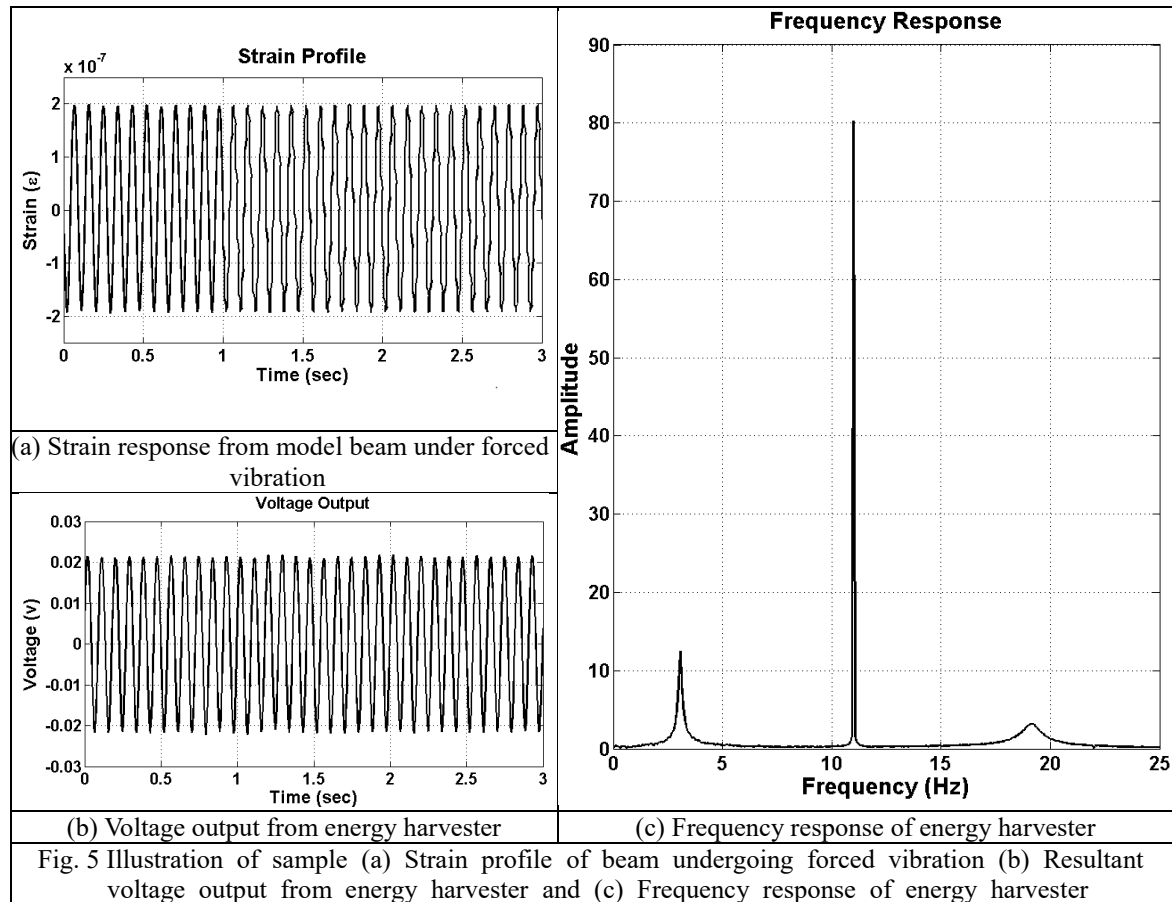 Strain Profile
x 10-7
2
1
0
-1
-2
Strain (ε)
0 0.5 1 1.5 2 2.5 3
Time (sec)
(a) Strain response from model beam under forced
vibration
Voltage Output
0.03
0.02
0.01
0
-0.01
-0.02
-0.03
Voltage (v)
0 0.5 1 1.5 2 2.5 3
Time (sec)
(b) Voltage output from energy harvester
Frequency Response
90
80
70
60
50
40
30
20
10
0
Amplitude
0 5 10 15 20 25
Frequency (Hz)
(c) Frequency response of energy harvester
Fig. 5 Illustration of sample (a) Strain profile of beam undergoing forced vibration (b) Resultant
voltage output from energy harvester and (c) Frequency response of energy harvester